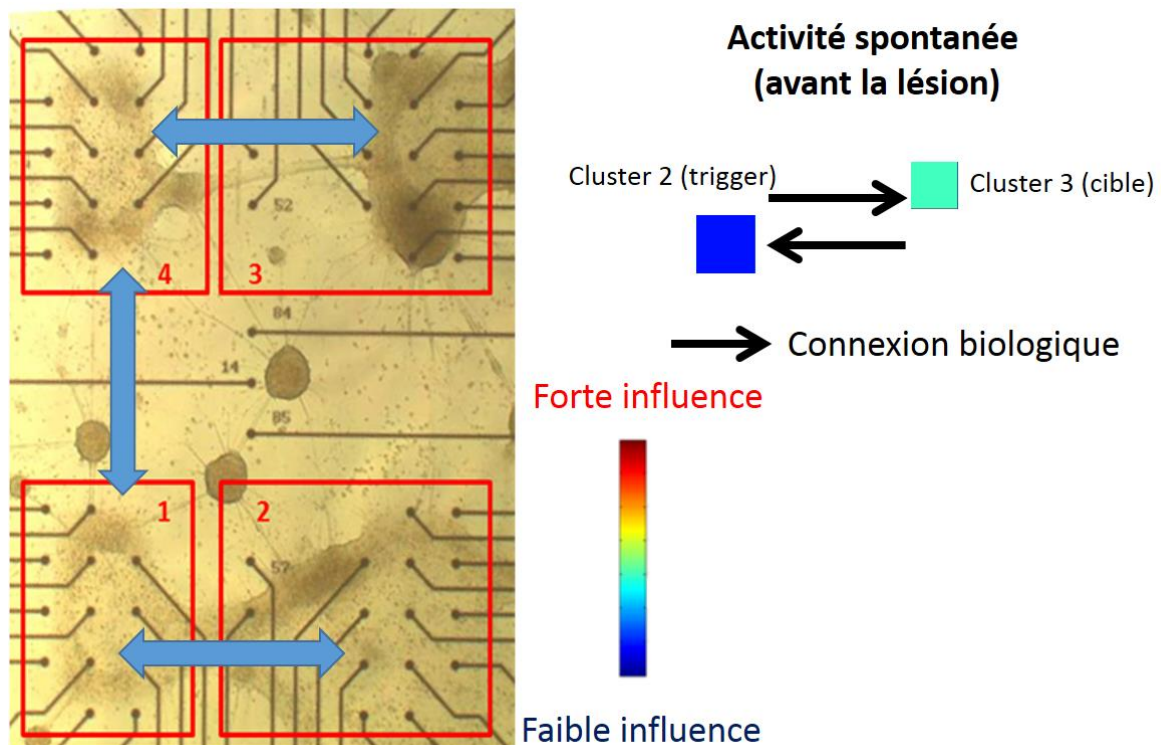 Activité spontanée
(avant la lésion)
Cluster 2 (trigger)
Cluster 3 (cible)
Connexion biologique
Forte influence
Faible influence
4
3
52
84
14
85
1
2
57